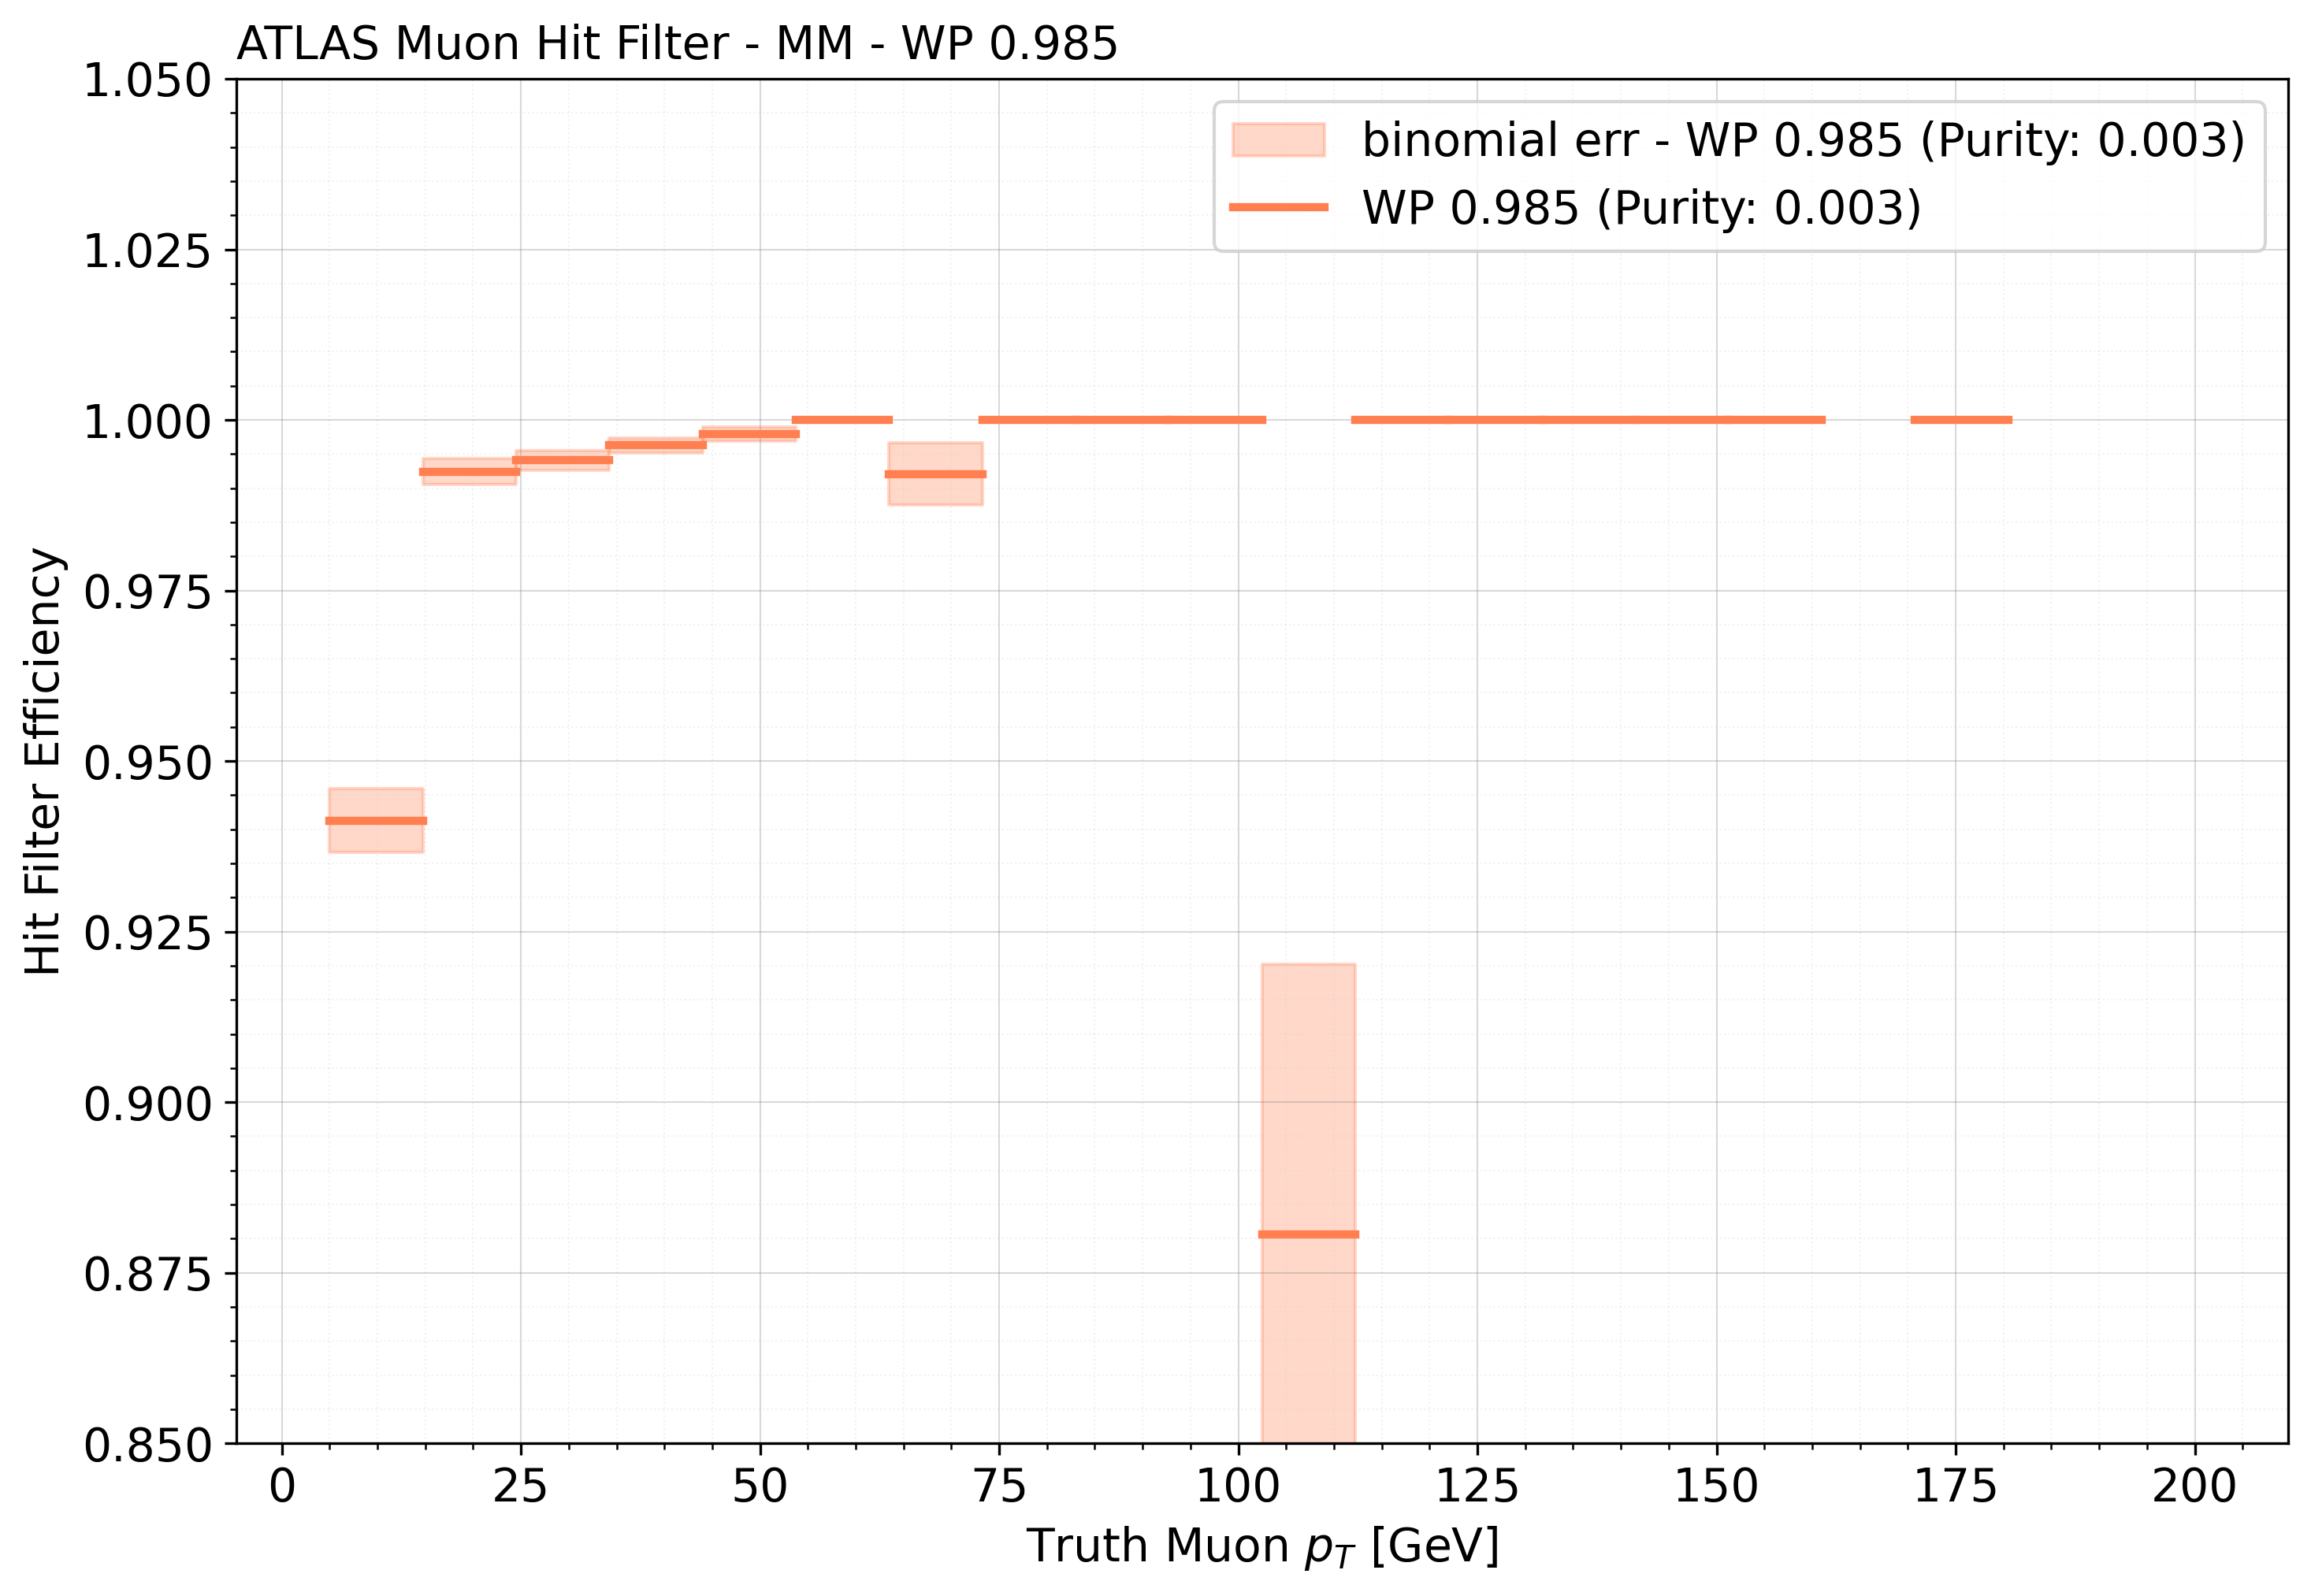 ATLAS Muon Hit Filter - MM - WP 0.985
1.050
1.025
1.000
0.975
0.950
0.925
0.900
0.875
0.850
Hit Filter Efficiency
binomial err - WP 0.985 (Purity: 0.003)
WP 0.985 (Purity: 0.003)
0 25 50 75 100 125 150 175 200
Truth Muon p_T [GeV]